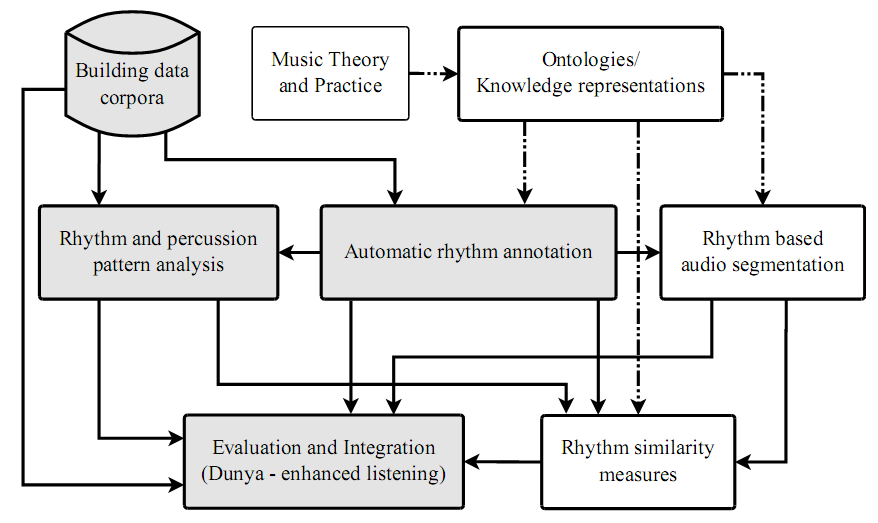 Building data
corpora
Music Theory
and Practice
Ontologies/
Knowledge representations
Rhythm and percussion
pattern analysis
Automatic rhythm annotation
Rhythm based
audio segmentation
Evaluation and Integration
(Dunya - enhanced listening)
Rhythm similarity
measures